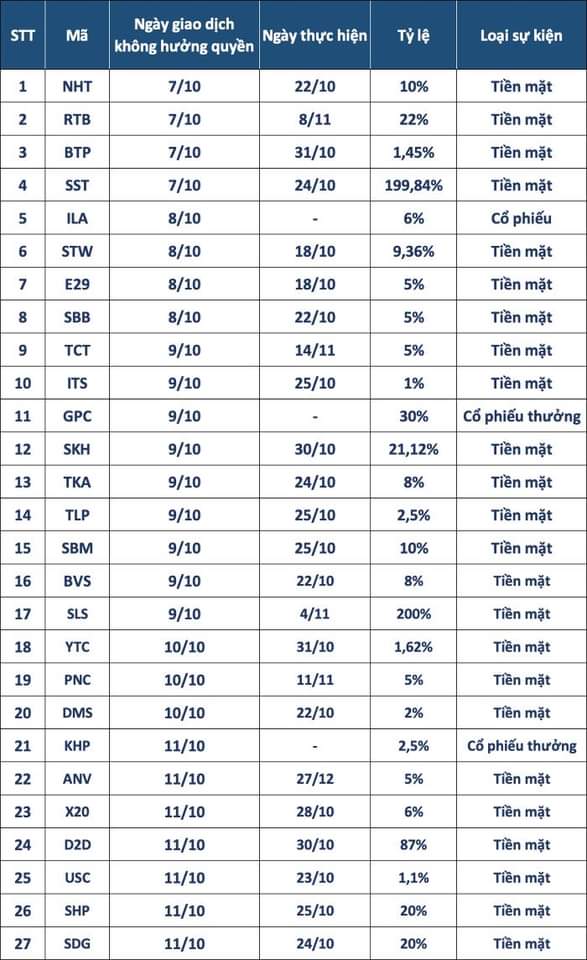 STT Mã Ngày giao dịch không hưởng quyền Ngày thực hiện Tỷ lệ Loại sự kiện
1 NHT 7/10 22/10 10% Tiền mặt
2 RTB 7/10 8/11 22% Tiền mặt
3 BTP 7/10 31/10 1,45% Tiền mặt
4 SST 7/10 24/10 199,84% Tiền mặt
5 ILA 8/10 - 6% Cổ phiếu
6 STW 8/10 18/10 9,36% Tiền mặt
7 E29 8/10 18/10 5% Tiền mặt
8 SBB 8/10 22/10 5% Tiền mặt
9 TCT 9/10 14/11 5% Tiền mặt
10 ITS 9/10 25/10 1% Tiền mặt
11 GPC 9/10 - 30% Cổ phiếu thưởng
12 SKH 9/10 30/10 21,12% Tiền mặt
13 TKA 9/10 24/10 8% Tiền mặt
14 TLP 9/10 25/10 2,5% Tiền mặt
15 SBM 9/10 25/10 10% Tiền mặt
16 BVS 9/10 22/10 8% Tiền mặt
17 SLS 9/10 4/11 200% Tiền mặt
18 YTC 10/10 31/10 1,62% Tiền mặt
19 PNC 10/10 11/11 5% Tiền mặt
20 DMS 10/10 22/10 2% Tiền mặt
21 KHP 11/10 - 2,5% Cổ phiếu thưởng
22 ANV 11/10 27/12 5% Tiền mặt
23 X20 11/10 28/10 6% Tiền mặt
24 D2D 11/10 30/10 87% Tiền mặt
25 USC 11/10 23/10 1,1% Tiền mặt
26 SHP 11/10 25/10 20% Tiền mặt
27 SDG 11/10 24/10 20% Tiền mặt